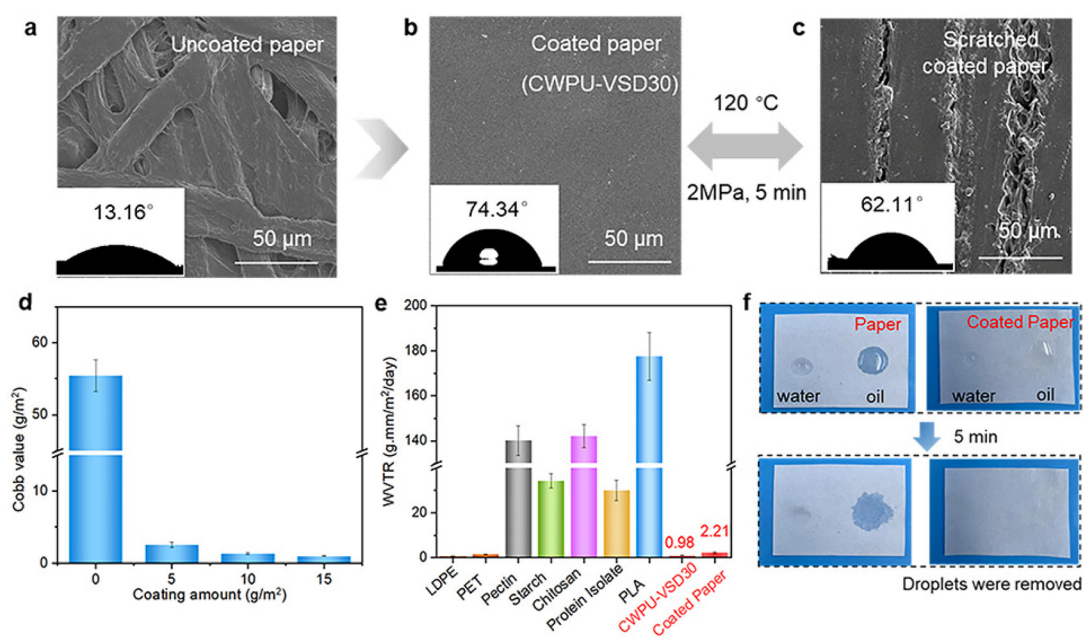 a
Uncoated paper
13.16°
50 μm
b
Coated paper
(CWPU-VSD30)
74.34°
50 μm
120 °C
2MPa, 5 min
c
Scratched
coated paper
62.11°
50 μm
d
Cobb value (g/m²)
60
50
10
0
0
5
10
15
Coating amount (g/m²)
e
WVTR (g.mm/m²/day)
200
180
160
140
20
0
0.98
2.21
LDPE
PET
Pectin
Starch
Chitosan
Protein Isolate
PLA
CWPU-VSD30
Coated Paper
f
Paper
water
oil
Coated Paper
water
oil
5 min
Droplets were removed